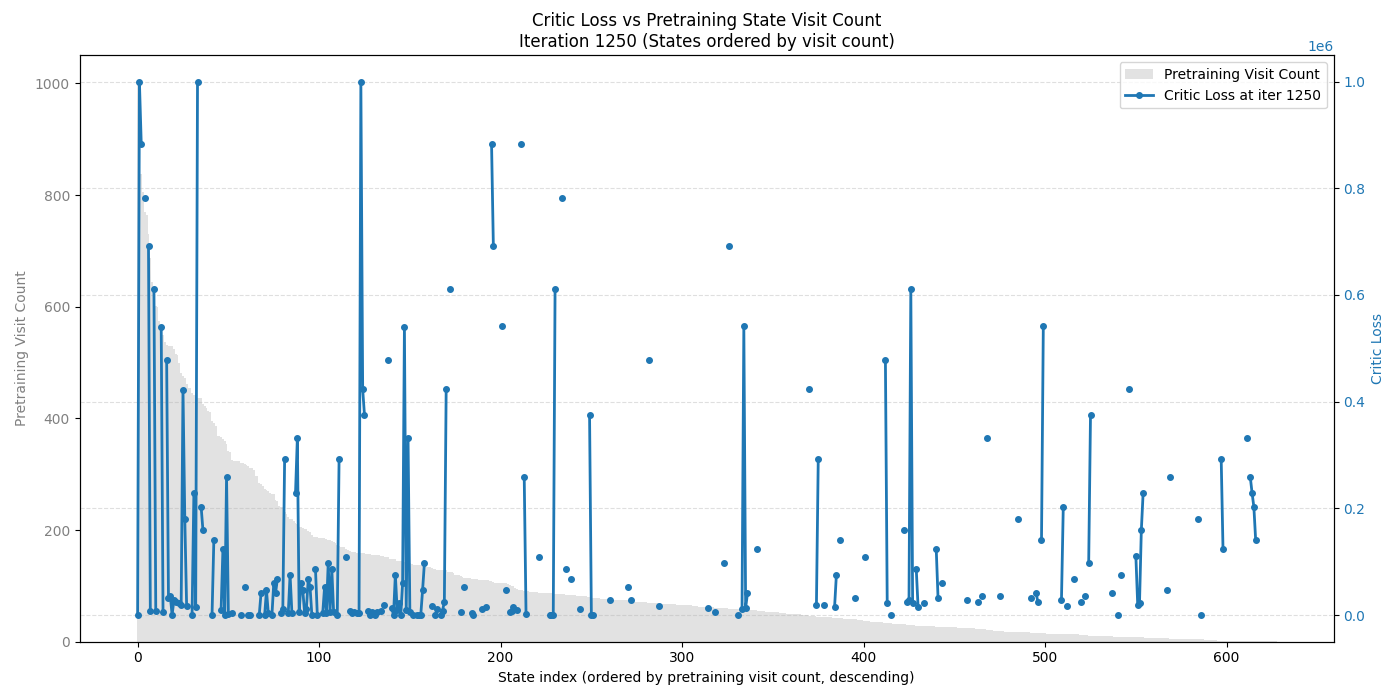 Critic Loss vs Pretraining State Visit Count
Iteration 1250 (States ordered by visit count)
1e6
Pretraining Visit Count
Critic Loss at iter 1250
1000
800
600
400
200
0
Pretraining Visit Count
1.0
0.8
0.6
0.4
0.2
0.0
Critic Loss
0
100
200
300
400
500
600
State index (ordered by pretraining visit count, descending)